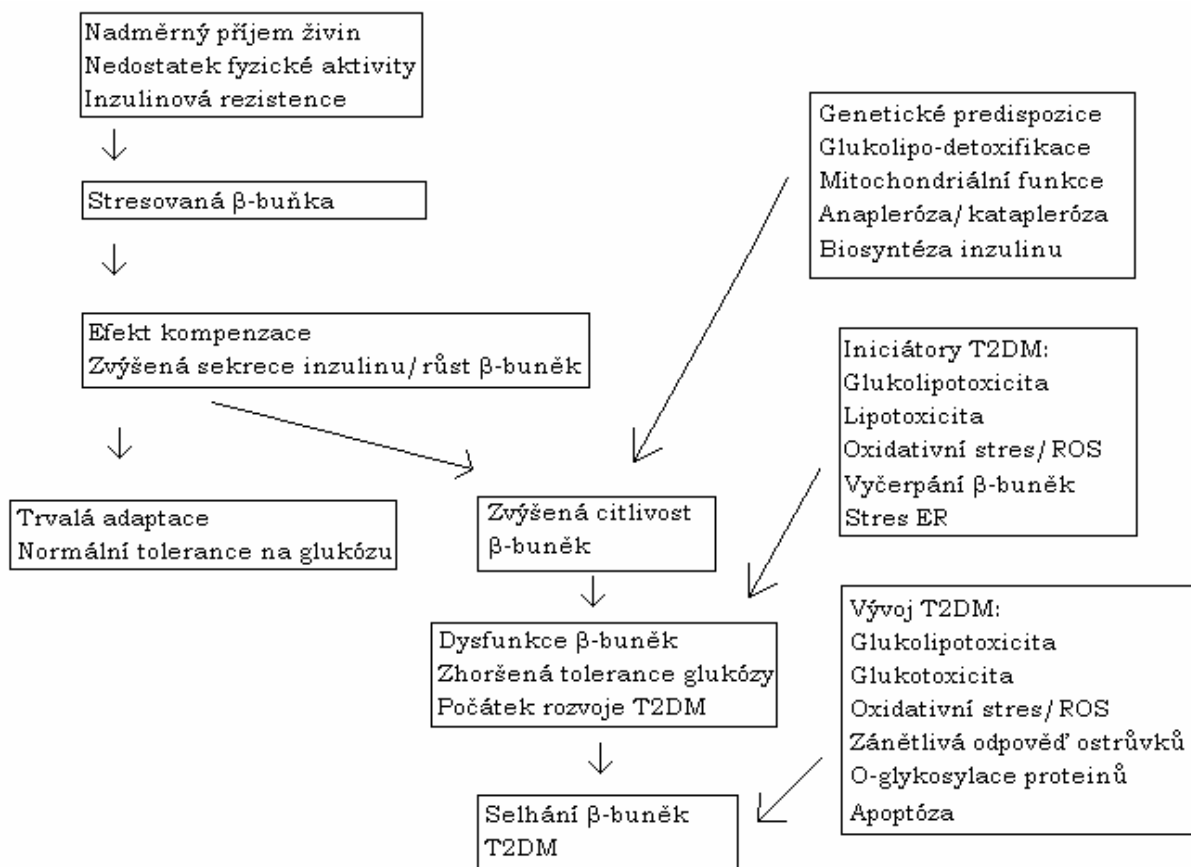 Nadměrný příjem živin
Nedostatek fyzické aktivity
Inzulinová rezistence
Stresovaná β-buňka
Efekt kompenzace
Zvýšená sekrece inzulinu/ růst β-buněk
Trvalá adaptace
Normální tolerance na glukózu
Genetické predispozice
Glukolipo-detoxifikace
Mitochondriální funkce
Anapleróza/ katapleróza
Biosyntéza inzulinu
Zvýšená citlivost
β-buněk
Iniciátory T2DM:
Glukolipotoxicita
Lipotoxicita
Oxidativní stres/ ROS
Vyčerpání β-buněk
Stres ER
Dysfunkce β-buněk
Zhoršená tolerance glukózy
Počátek rozvoje T2DM
Vývoj T2DM:
Glukolipotoxicita
Glukotoxicita
Oxidativní stres/ ROS
Zánětlivá odpověď ostrůvků
O-glykosylace proteinů
Apoptóza
Selhání β-buněk
T2DM